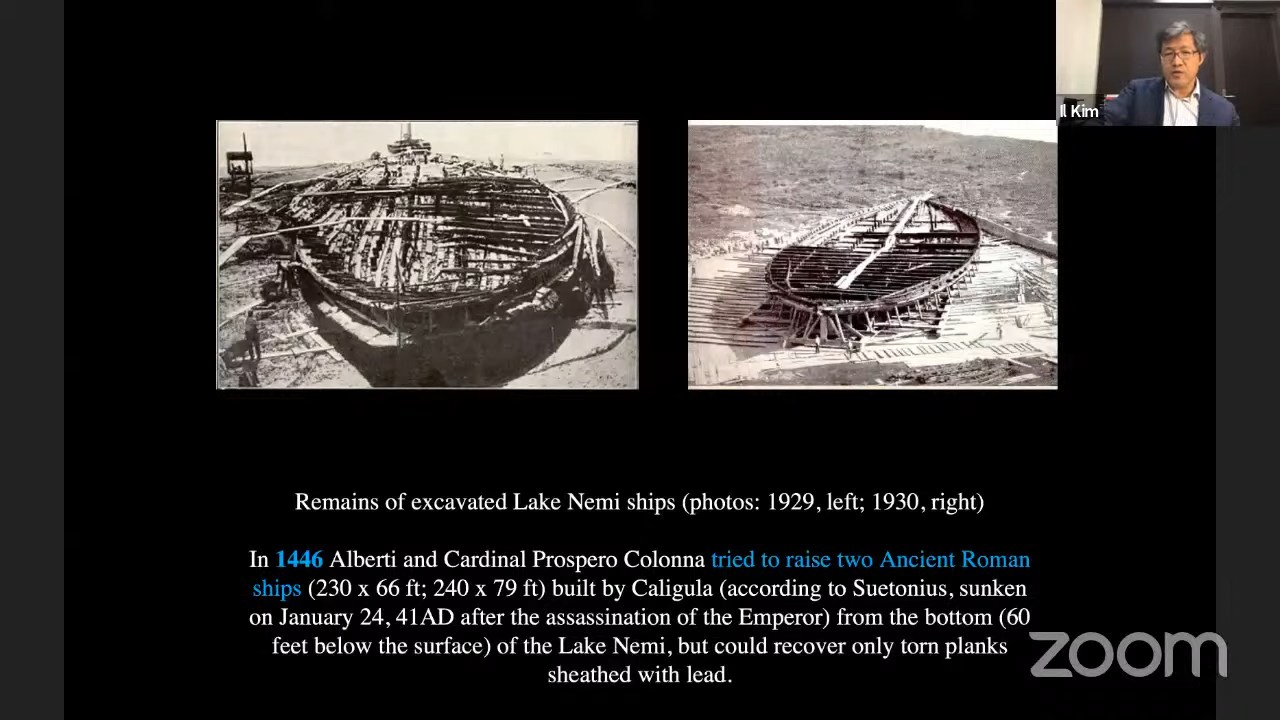 Il Kim
Remains of excavated Lake Nemi ships (photos: 1929, left; 1930, right)
In 1446 Alberti and Cardinal Prospero Colonna tried to raise two Ancient Roman
ships (230 x 66 ft; 240 x 79 ft) built by Caligula (according to Suetonius, sunken
on January 24, 41AD after the assassination of the Emperor) from the bottom (60
feet below the surface) of the Lake Nemi, but could recover only torn planks
sheathed with lead.
zoom